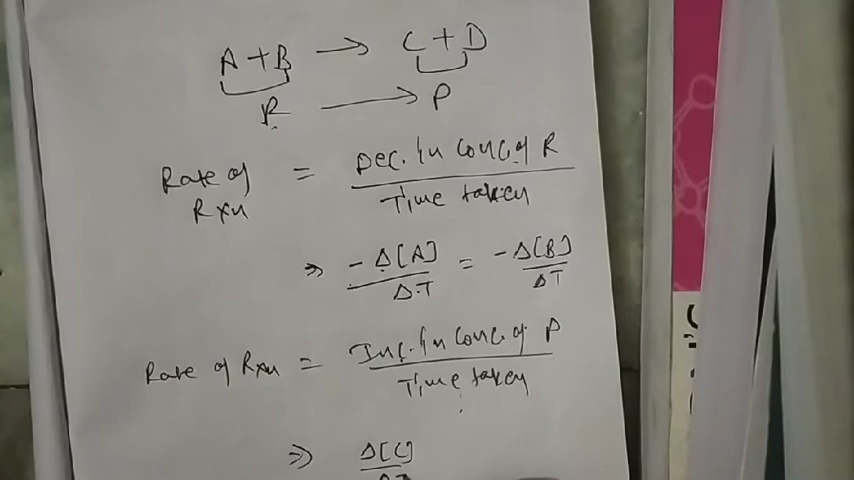 A + B → C + D
R → P
Rate of Rxn = Dec. in conc. of R / Time taken
⇒ -Δ[A] / ΔT = -Δ[B] / ΔT
Rate of Rxn = Inc. in conc. of P / Time taken
⇒ Δ[C]